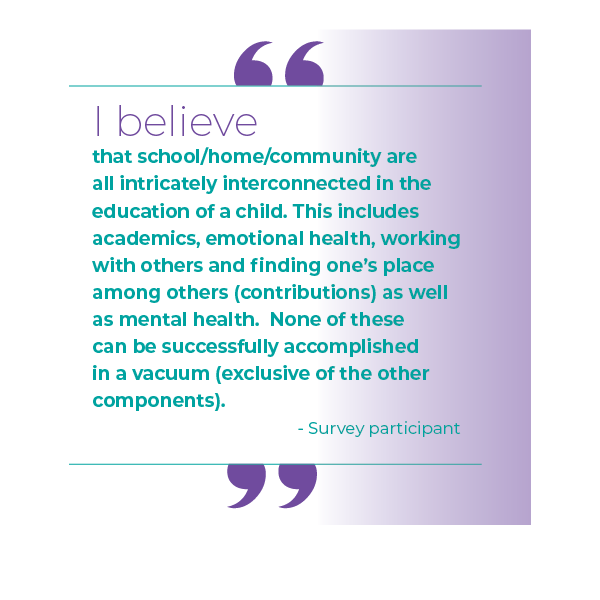 “
I believe
that school/home/community are
all intricately interconnected in the
education of a child. This includes
academics, emotional health, working
with others and finding one’s place
among others (contributions) as well
as mental health.  None of these
can be successfully accomplished
in a vacuum (exclusive of the other
components).
- Survey participant
”